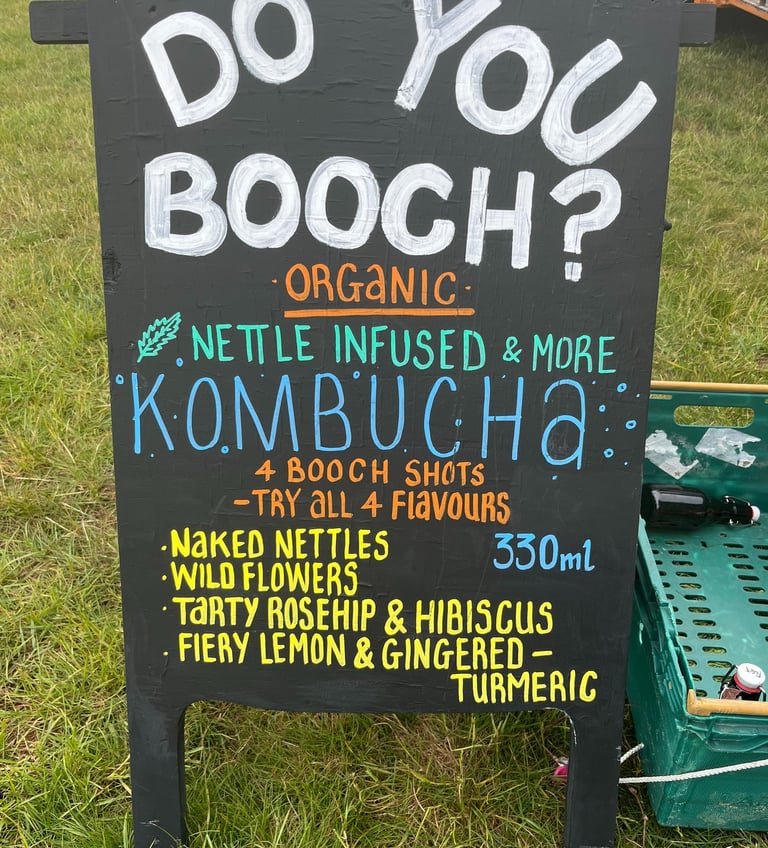 DO YOU
BOOCH?
·ORGaNIC·
NETTLE INFUSED & MORE
KOMBUCHa
4 BOOCH SHOTS
-TRY all 4 FlaVOURS
·NaKED NETTLES
330ml
·WILD FLOWERS
·TaRTY ROSEHIP & HIBISCUS
·FIERY LEMON & GINGERED-
TURMERIC